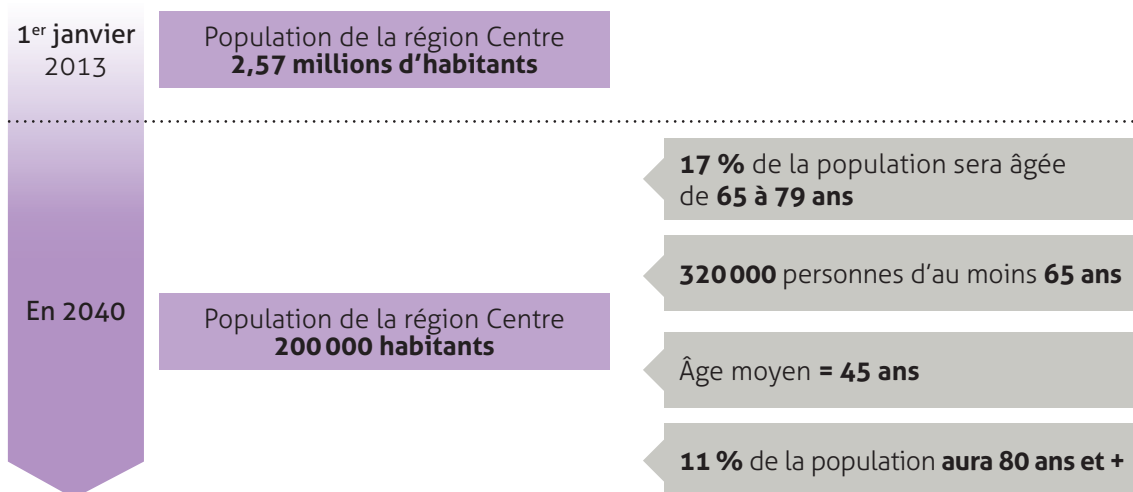 1er janvier
2013
Population de la région Centre
2,57 millions d'habitants
17 % de la population sera âgée
de 65 à 79 ans
320 000 personnes d'au moins 65 ans
En 2040
Population de la région Centre
200 000 habitants
Âge moyen = 45 ans
11 % de la population aura 80 ans et +